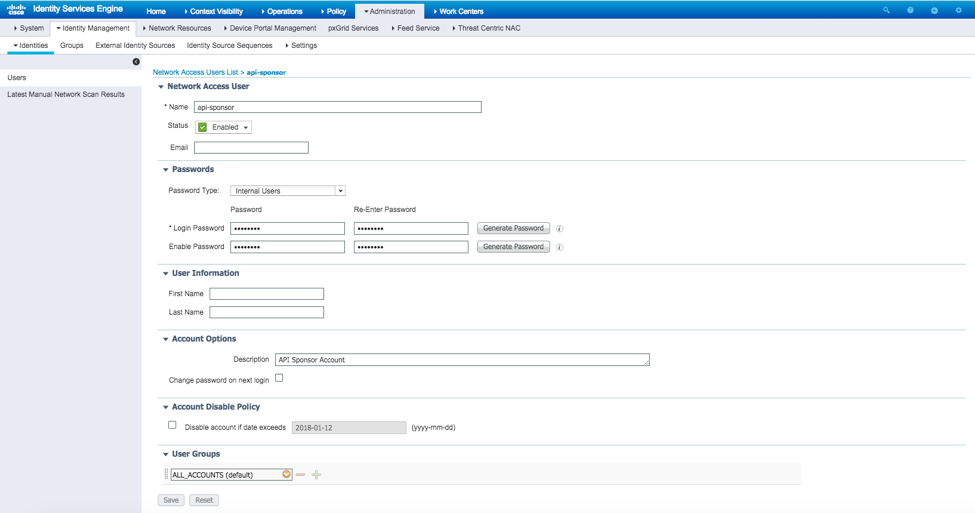 cisco Identity Services Engine Home Context Visibility Operations Policy Administration Work Centers
System Identity Management Network Resources Device Portal Management pxGrid Services Feed Service Threat Centric NAC
Identities Groups External Identity Sources Identity Source Sequences Settings
Users
Latest Manual Network Scan Results
Network Access Users List > api-sponsor
Network Access User
* Name api-sponsor
Status Enabled
Email
Passwords
Password Type: Internal Users
Password Re-Enter Password
* Login Password •••••••• •••••••• Generate Password i
Enable Password •••••••• •••••••• Generate Password i
User Information
First Name
Last Name
Account Options
Description API Sponsor Account
Change password on next login
Account Disable Policy
Disable account if date exceeds 2018-01-12 (yyyy-mm-dd)
User Groups
ALL_ACCOUNTS (default)
Save Reset